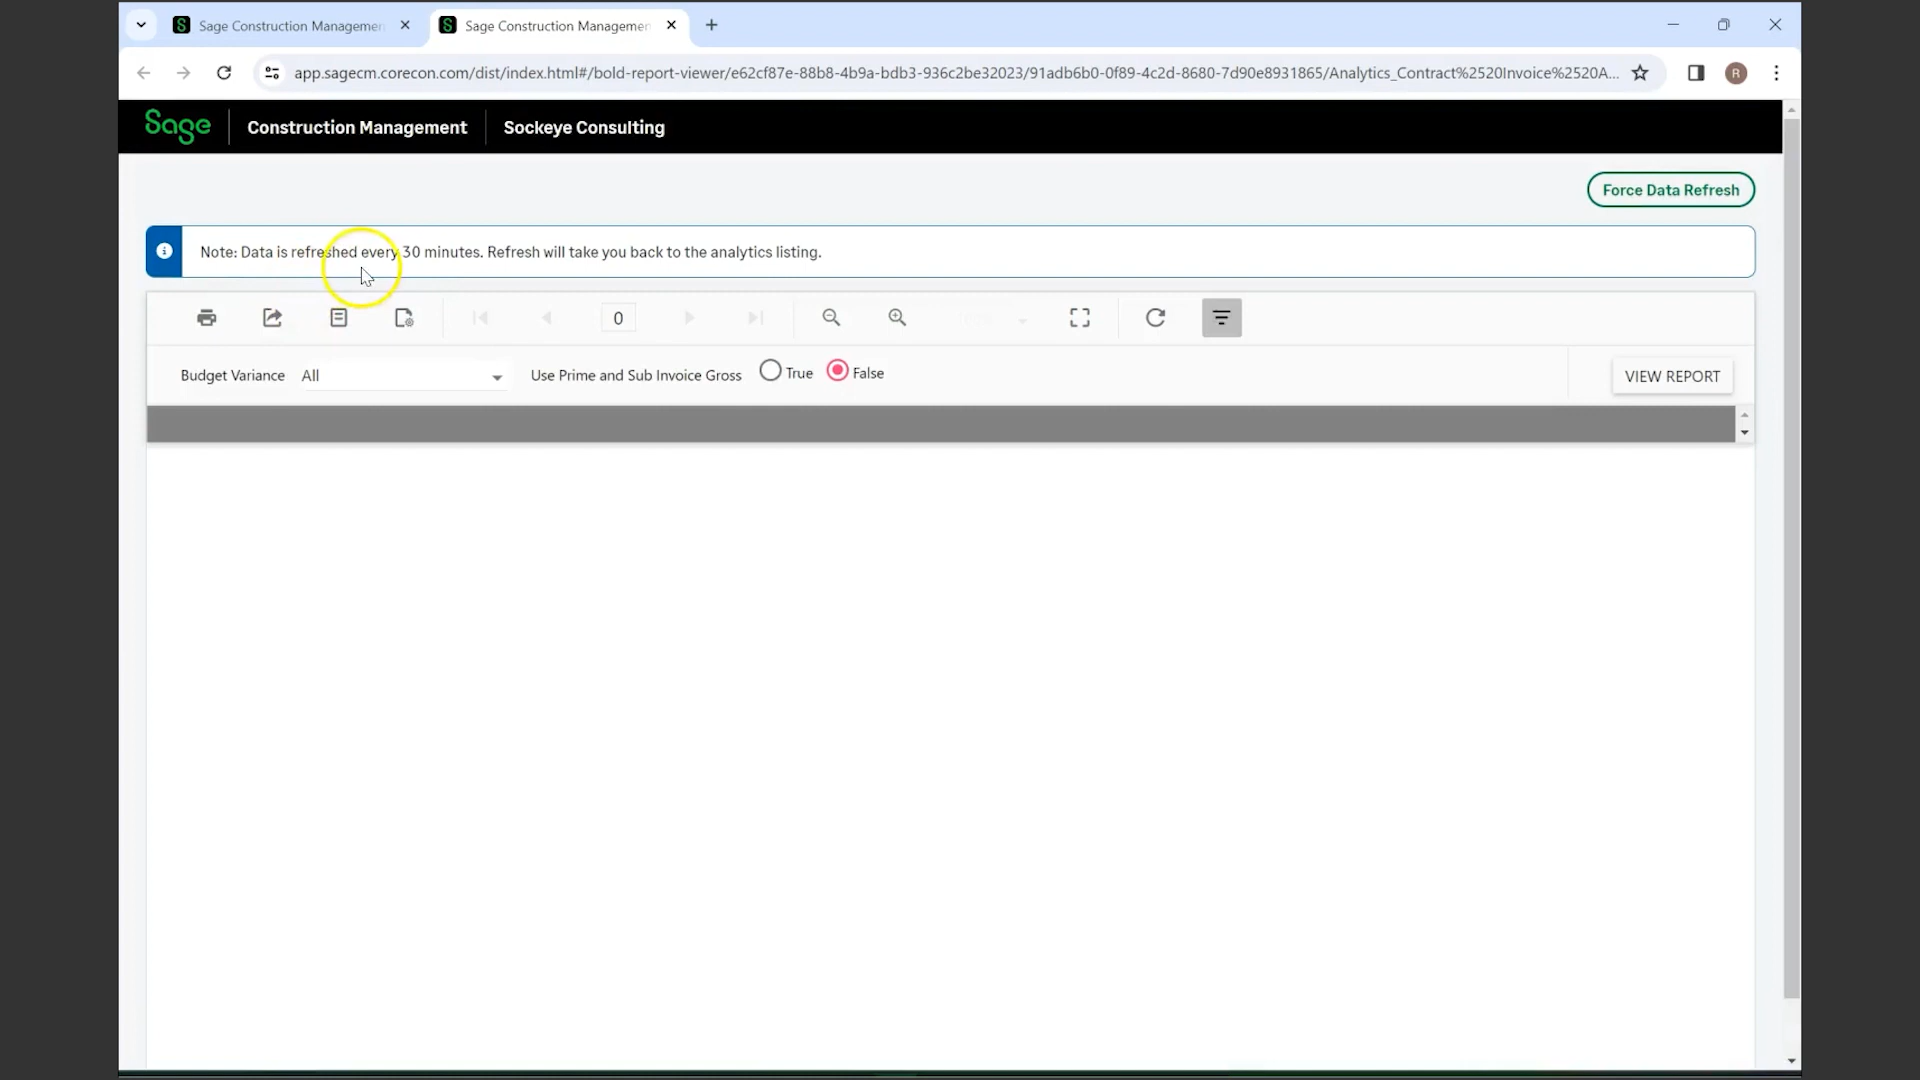 Sage Construction Managemen
Sage Construction Managemen
app.sagecm.corecon.com/dist/index.html#/bold-report-viewer/e62cf87e-88b8-4b9a-bdb3-936c2be32023/91adb6b0-0f89-4c2d-8680-7d90e8931865/Analytics_Contract%2520Invoice%2520A...
R
Sage Construction Management Sockeye Consulting
Force Data Refresh
Note: Data is refreshed every 30 minutes. Refresh will take you back to the analytics listing.
0
Budget Variance All Use Prime and Sub Invoice Gross True False VIEW REPORT